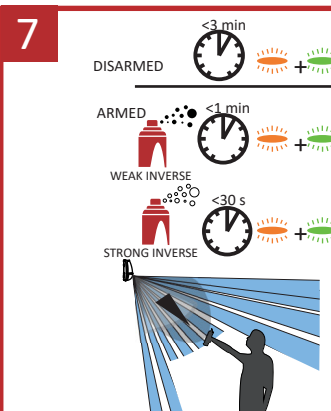 7
<3 min
DISARMED
+
ARMED
<1 min
+
WEAK INVERSE
<30 s
+
STRONG INVERSE